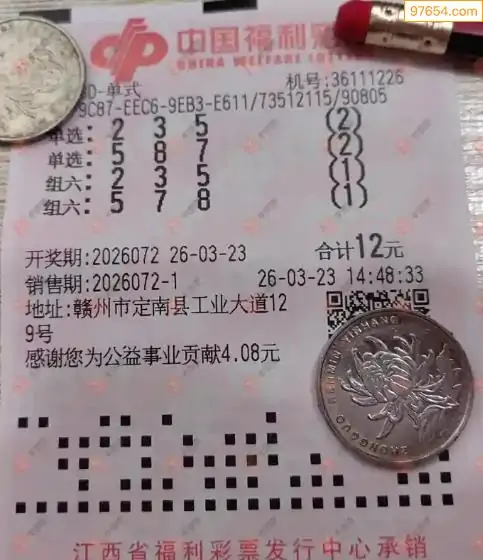 97654.com
中国福利彩
CHINA WELFARE LOTTERY
3D-单式 机号:36111226
9C87-EEC6-9EB3-E611/73512115/90805
单选: 2 3 5 (2)
单选: 5 8 7 (2)
组六: 2 3 5 (1)
组六: 5 7 8 (1)
开奖期:2026072 26-03-23 合计12元
销售期:2026072-1 26-03-23 14:48:33
地址:赣州市定南县工业大道12
9号
感谢您为公益事业贡献4.08元
ZHONGGUO RENMIN YINHANG
江西省福利彩票发行中心承销